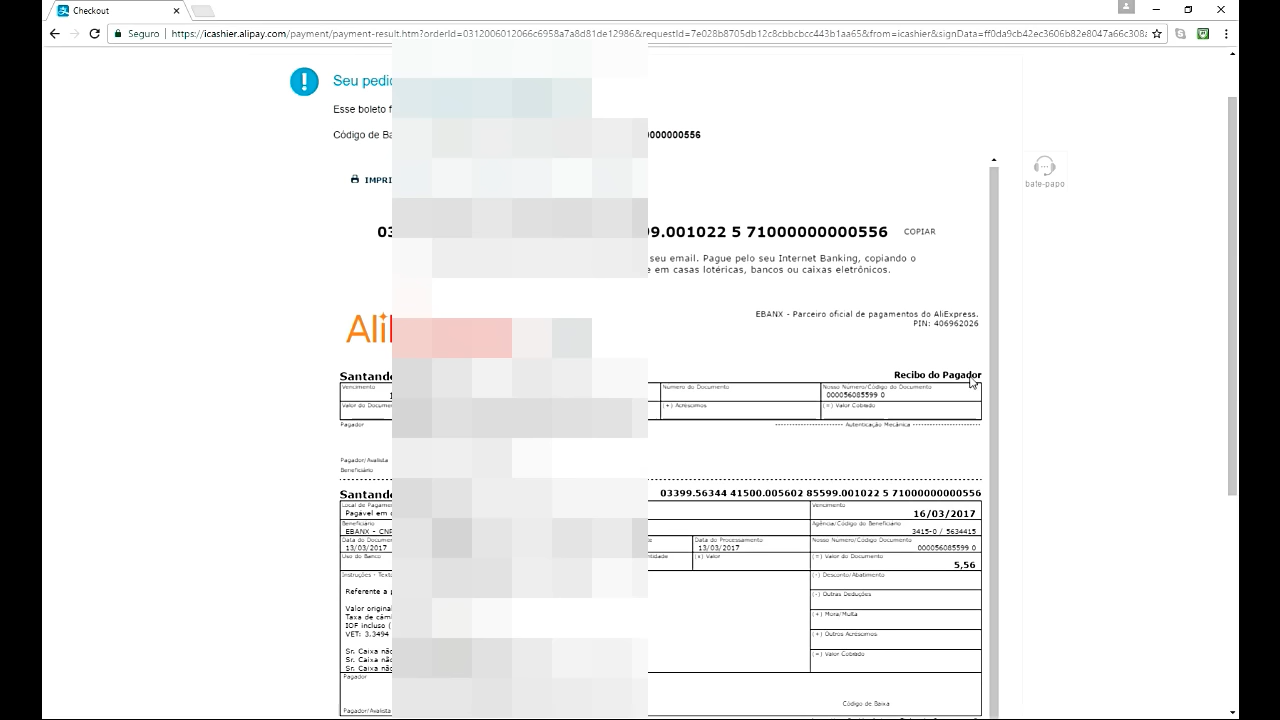 Checkout
Seguro https://icashier.alipay.com/payment/payment-result.htm?orderId=0312006012066c6958a7a8d81de12986&requestId=7e028b8705db12c8cbbcbcc443b1aa65&from=icashier&signData=ff0da9cb42ec3606b82e8047a66c308
Seu pedid
Esse boleto f
Código de Ba 0000000556
IMPRI
bate-papo
03 99.001022 5 71000000000556 COPIAR
seu email. Pague pelo seu Internet Banking, copiando o
e em casas lotéricas, bancos ou caixas eletrônicos.
Ali
EBANX - Parceiro oficial de pagamentos do AliExpress.
PIN: 406962026
Santande Recibo do Pagador
Vencimento Numero do Documento Nosso Numero/Código do Documento
1 000056085599 0
Valor do Documen (+) Acréscimos (=) Valor Cobrado
Pagador Autenticação Mecânica
Pagador/Avalista
Beneficiário
Santande 03399.56344 41500.005602 85599.001022 5 71000000000556
Local de Pagame Vencimento
Pagável em 16/03/2017
Beneficiário Agência/Código do Beneficiário
EBANX - CNP 3415-0 / 5634415
Data do Document Data do Processamento Nosso Numero/Código Documento
13/03/2017 13/03/2017 000056085599 0
Uso do Banco ntidade (x) Valor (=) Valor do Documento
5,56
Instruções - Text (-) Desconto/Abatimento
Referente a p (-) Outras Deduções
Valor original (+) Mora/Multa
Taxa de câm
IOF incluso (
VET: 3.3494 (+) Outros Acréscimos
Sr. Caixa não (=) Valor Cobrado
Sr. Caixa não
Sr. Caixa não
Pagador
Código de Baixa
Pagador/Avalista